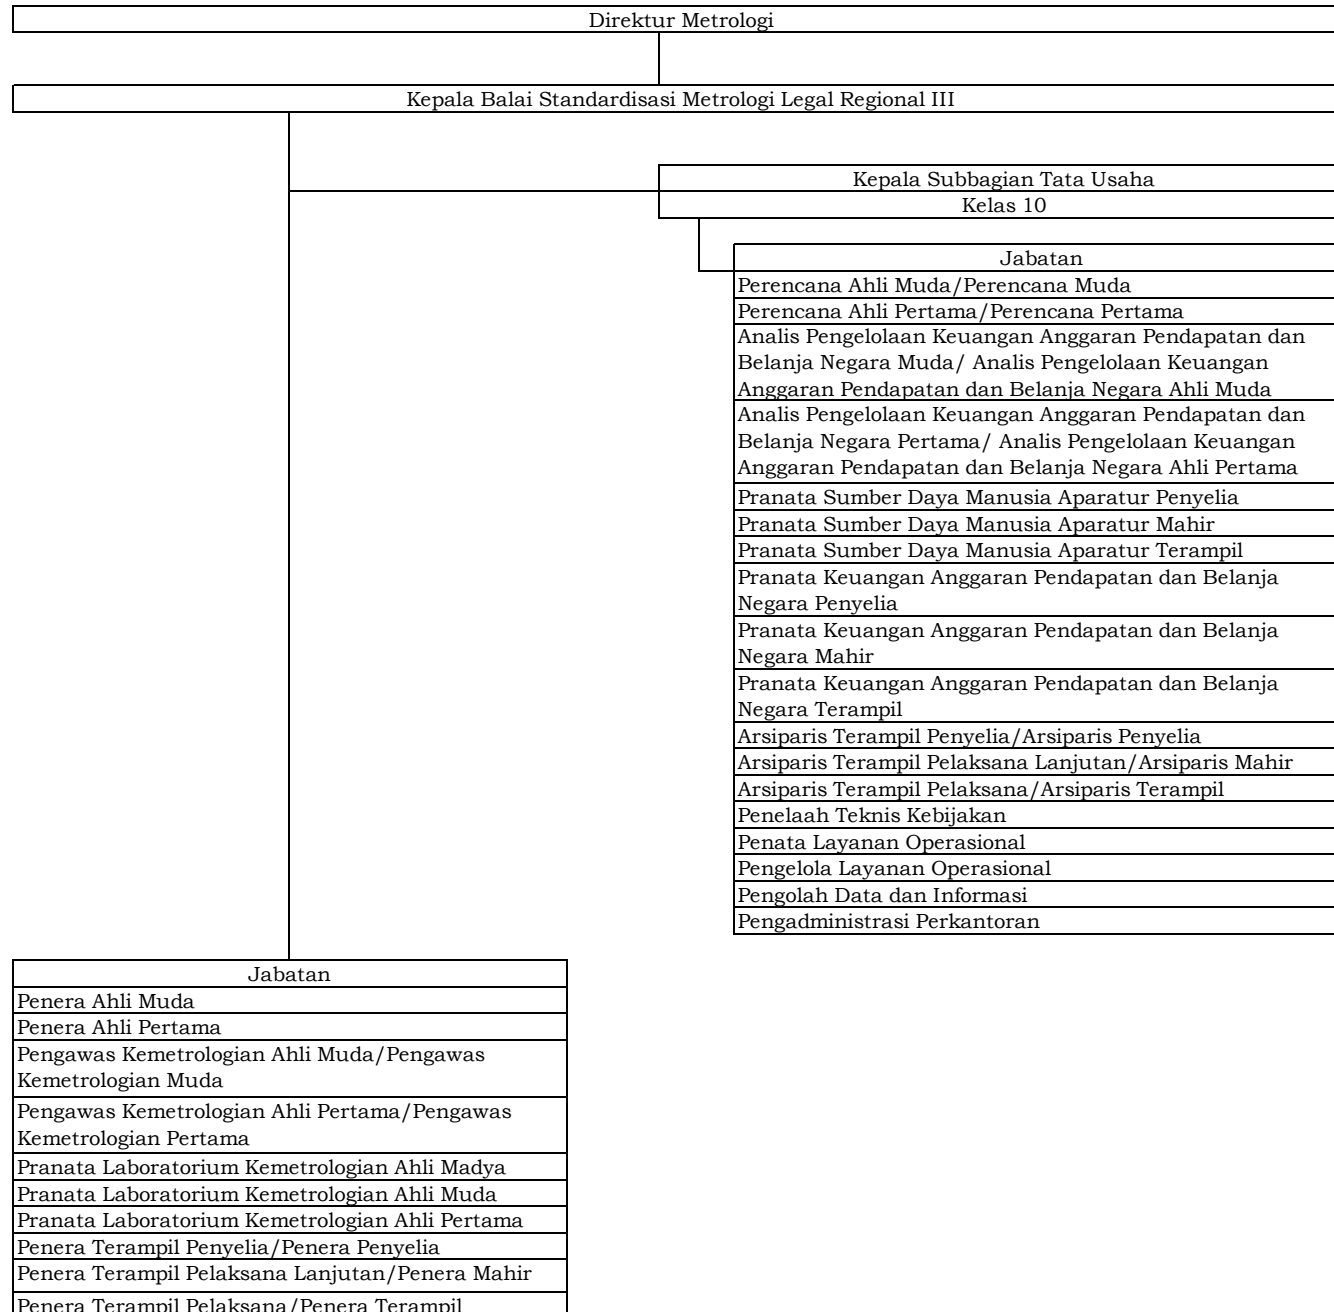 Direktur Metrologi
Kepala Balai Standardisasi Metrologi Legal Regional III
Kepala Subbagian Tata Usaha
Kelas 10
Jabatan
Perencana Ahli Muda/Perencana Muda
Perencana Ahli Pertama/Perencana Pertama
Analis Pengelolaan Keuangan Anggaran Pendapatan dan
Belanja Negara Muda/ Analis Pengelolaan Keuangan
Anggaran Pendapatan dan Belanja Negara Ahli Muda
Analis Pengelolaan Keuangan Anggaran Pendapatan dan
Belanja Negara Pertama/ Analis Pengelolaan Keuangan
Anggaran Pendapatan dan Belanja Negara Ahli Pertama
Pranata Sumber Daya Manusia Aparatur Penyelia
Pranata Sumber Daya Manusia Aparatur Mahir
Pranata Sumber Daya Manusia Aparatur Terampil
Pranata Keuangan Anggaran Pendapatan dan Belanja
Negara Penyelia
Pranata Keuangan Anggaran Pendapatan dan Belanja
Negara Mahir
Pranata Keuangan Anggaran Pendapatan dan Belanja
Negara Terampil
Arsiparis Terampil Penyelia/Arsiparis Penyelia
Arsiparis Terampil Pelaksana Lanjutan/Arsiparis Mahir
Arsiparis Terampil Pelaksana/Arsiparis Terampil
Penelaah Teknis Kebijakan
Penata Layanan Operasional
Pengelola Layanan Operasional
Pengolah Data dan Informasi
Pengadministrasi Perkantoran
Jabatan
Penera Ahli Muda
Penera Ahli Pertama
Pengawas Kemetrologian Ahli Muda/Pengawas
Kemetrologian Muda
Pengawas Kemetrologian Ahli Pertama/Pengawas
Kemetrologian Pertama
Pranata Laboratorium Kemetrologian Ahli Madya
Pranata Laboratorium Kemetrologian Ahli Muda
Pranata Laboratorium Kemetrologian Ahli Pertama
Penera Terampil Penyelia/Penera Penyelia
Penera Terampil Pelaksana Lanjutan/Penera Mahir
Penera Terampil Pelaksana/Penera Terampil